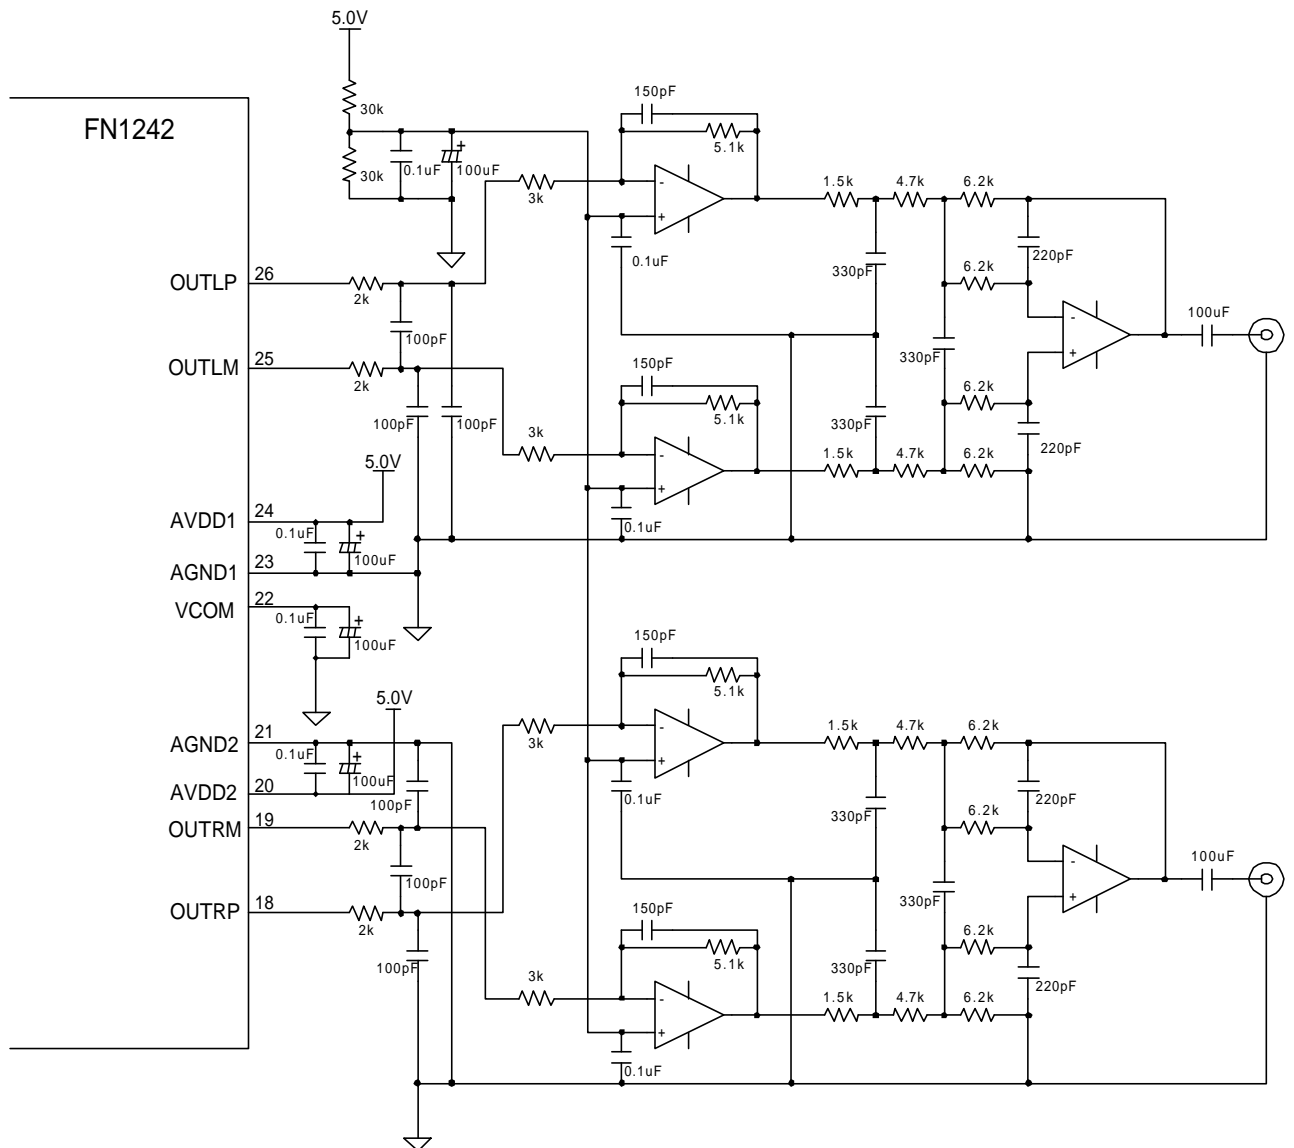 5.0V
FN1242
30k
30k
0.1uF
100uF
3k
150pF
5.1k
-
+
0.1uF
1.5k
4.7k
6.2k
330pF
6.2k
220pF
OUTLP
26
2k
100pF
OUTLM
25
2k
100pF
100pF
3k
150pF
5.1k
-
+
0.1uF
330pF
330pF
1.5k
4.7k
6.2k
6.2k
220pF
-
+
100uF
5.0V
AVDD1
24
0.1uF
100uF
AGND1
23
VCOM
22
0.1uF
100uF
5.0V
AGND2
21
0.1uF
100uF
AVDD2
20
100pF
OUTRM
19
2k
100pF
OUTRP
18
2k
100pF
3k
150pF
5.1k
-
+
0.1uF
1.5k
4.7k
6.2k
330pF
6.2k
220pF
330pF
-
+
100uF
3k
150pF
5.1k
-
+
0.1uF
330pF
1.5k
4.7k
6.2k
6.2k
220pF